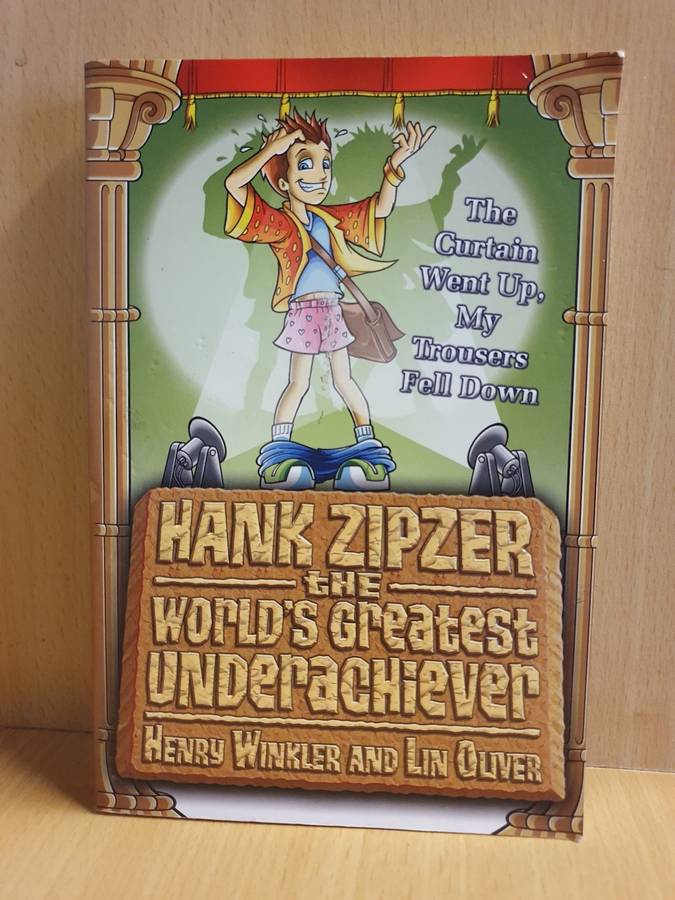 The
Curtain
Went Up,
My
Trousers
Fell Down
HANK ZIPZER
the
WORLD'S Greatest
UNDERACHIEVER
HENRY WINKLER AND LIN OLIVER